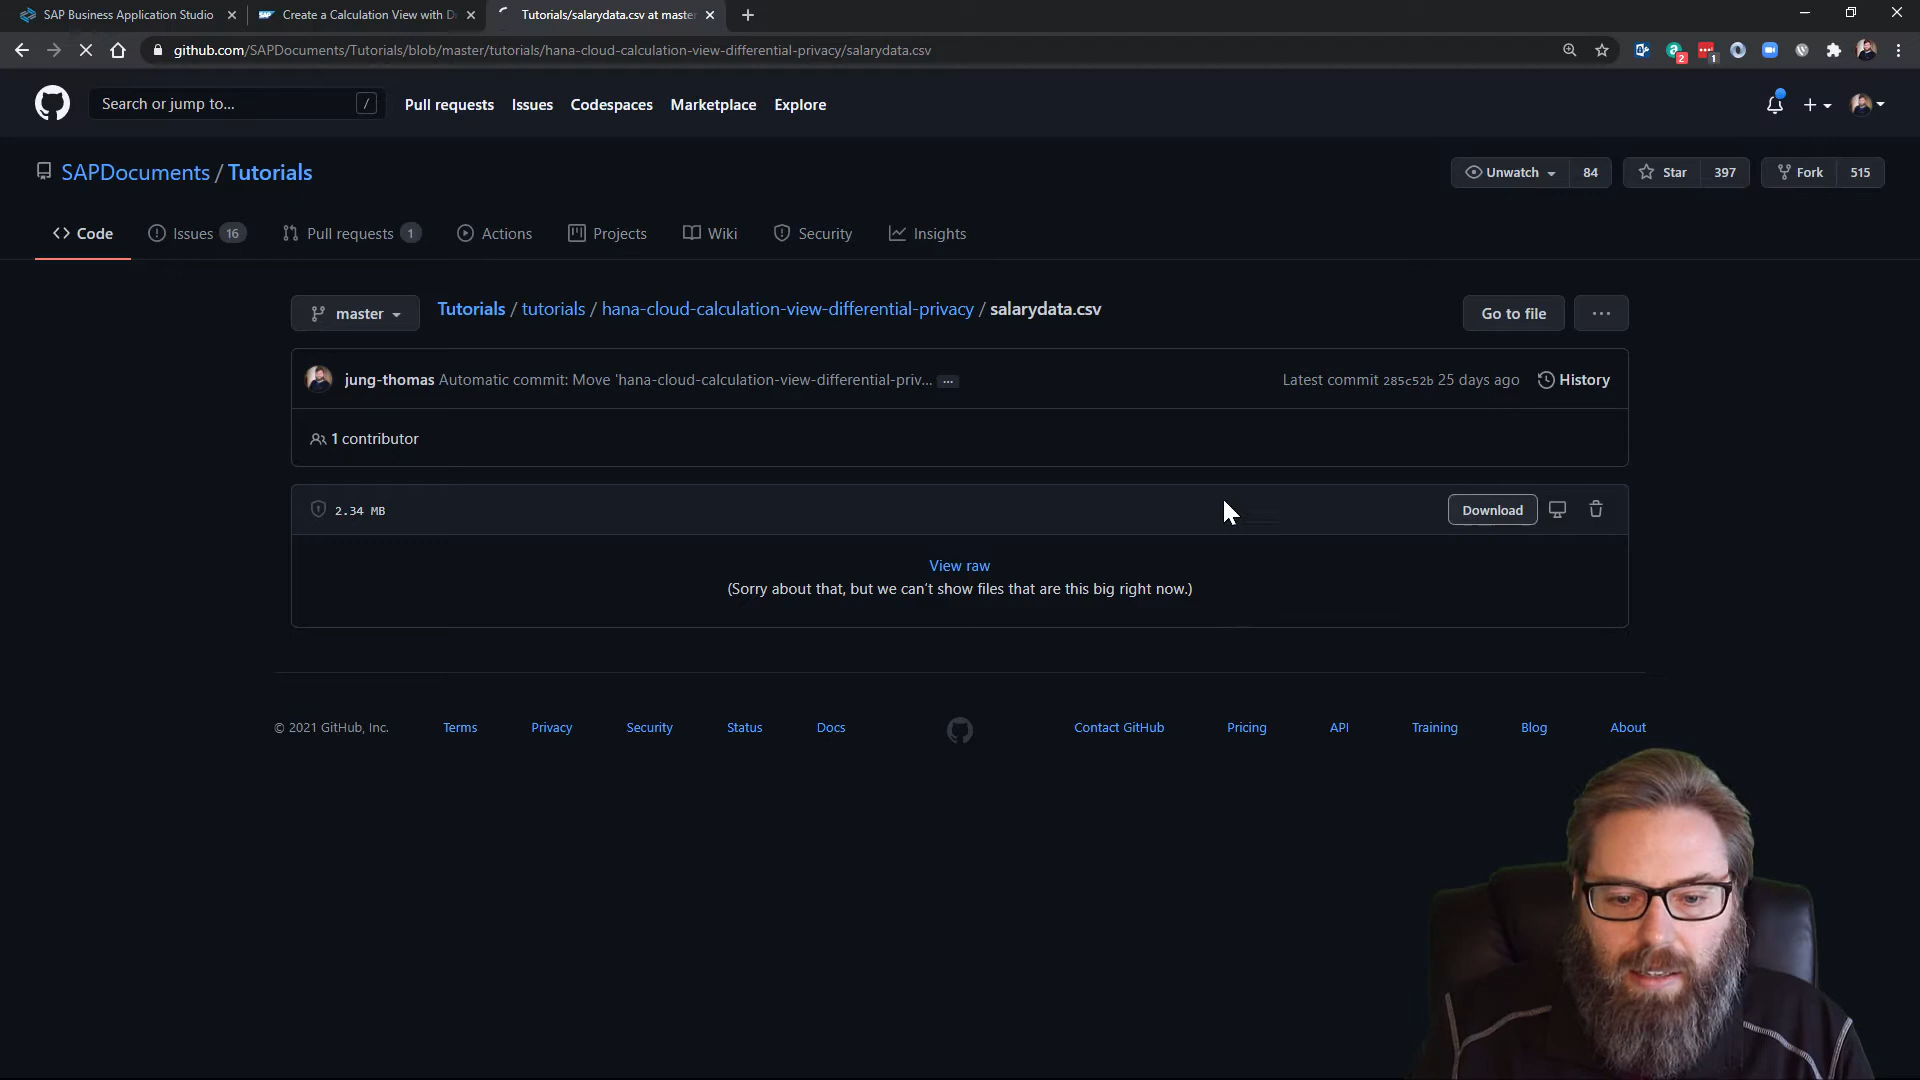 SAP Business Application Studio
Create a Calculation View with D
Tutorials/salarydata.csv at maste
github.com/SAPDocuments/Tutorials/blob/master/tutorials/hana-cloud-calculation-view-differential-privacy/salarydata.csv
2
1
Search or jump to...
/
Pull requests
Issues
Codespaces
Marketplace
Explore
SAPDocuments / Tutorials
Unwatch 84
Star 397
Fork 515
Code
Issues 16
Pull requests 1
Actions
Projects
Wiki
Security
Insights
master
Tutorials / tutorials / hana-cloud-calculation-view-differential-privacy / salarydata.csv
Go to file
...
jung-thomas Automatic commit: Move 'hana-cloud-calculation-view-differential-priv... ...
Latest commit 285c52b 25 days ago
History
1 contributor
2.34 MB
Download
View raw
(Sorry about that, but we can't show files that are this big right now.)
© 2021 GitHub, Inc.
Terms
Privacy
Security
Status
Docs
Contact GitHub
Pricing
API
Training
Blog
About